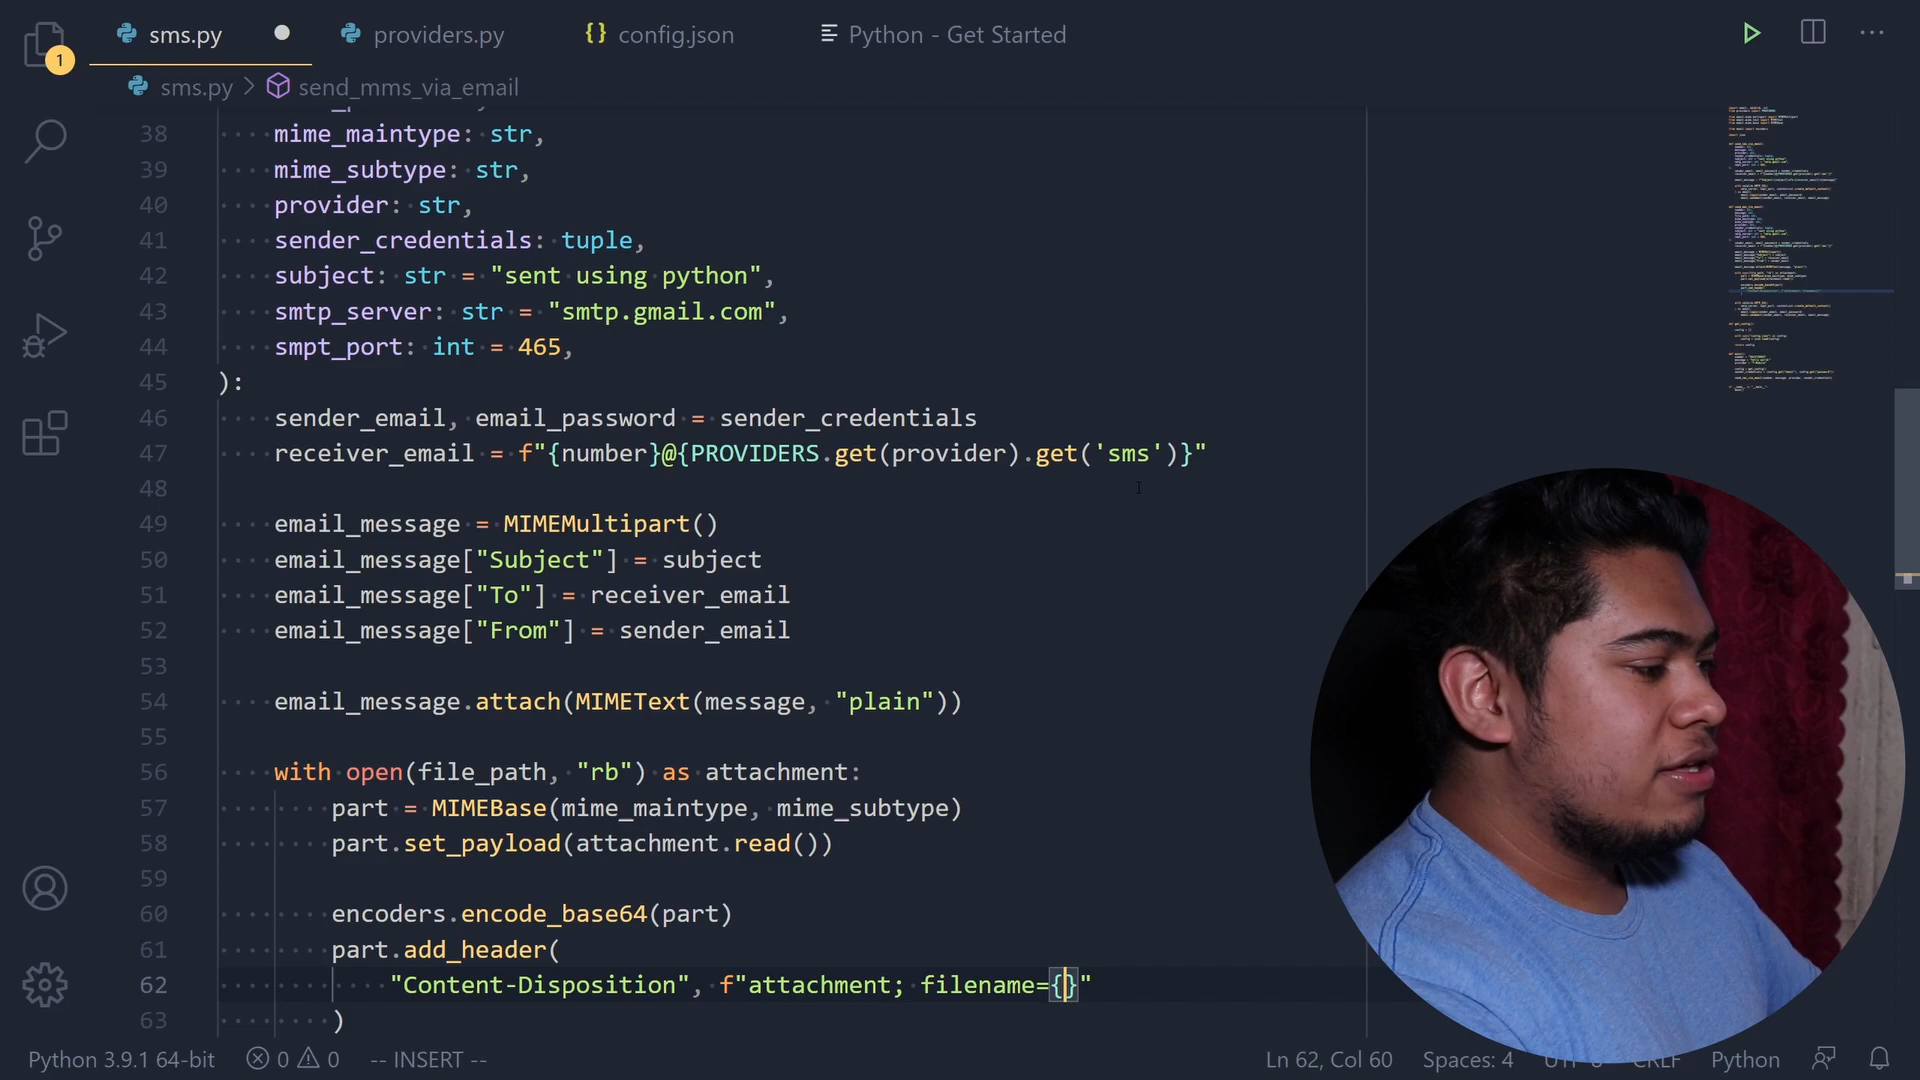 sms.py
providers.py
{} config.json
Python - Get Started
1
sms.py > send_mms_via_email
38 mime_maintype: str,
39 mime_subtype: str,
40 provider: str,
41 sender_credentials: tuple,
42 subject: str = "sent using python",
43 smtp_server: str = "smtp.gmail.com",
44 smpt_port: int = 465,
45 ):
46 sender_email, email_password = sender_credentials
47 receiver_email = f"{number}@{PROVIDERS.get(provider).get('sms')}"
48
49 email_message = MIMEMultipart()
50 email_message["Subject"] = subject
51 email_message["To"] = receiver_email
52 email_message["From"] = sender_email
53
54 email_message.attach(MIMEText(message, "plain"))
55
56 with open(file_path, "rb") as attachment:
57 part = MIMEBase(mime_maintype, mime_subtype)
58 part.set_payload(attachment.read())
59
60 encoders.encode_base64(part)
61 part.add_header(
62 "Content-Disposition", f"attachment; filename={}"
63 )
Python 3.9.1 64-bit 0 0 -- INSERT -- Ln 62, Col 60 Spaces: 4 CRLF Python